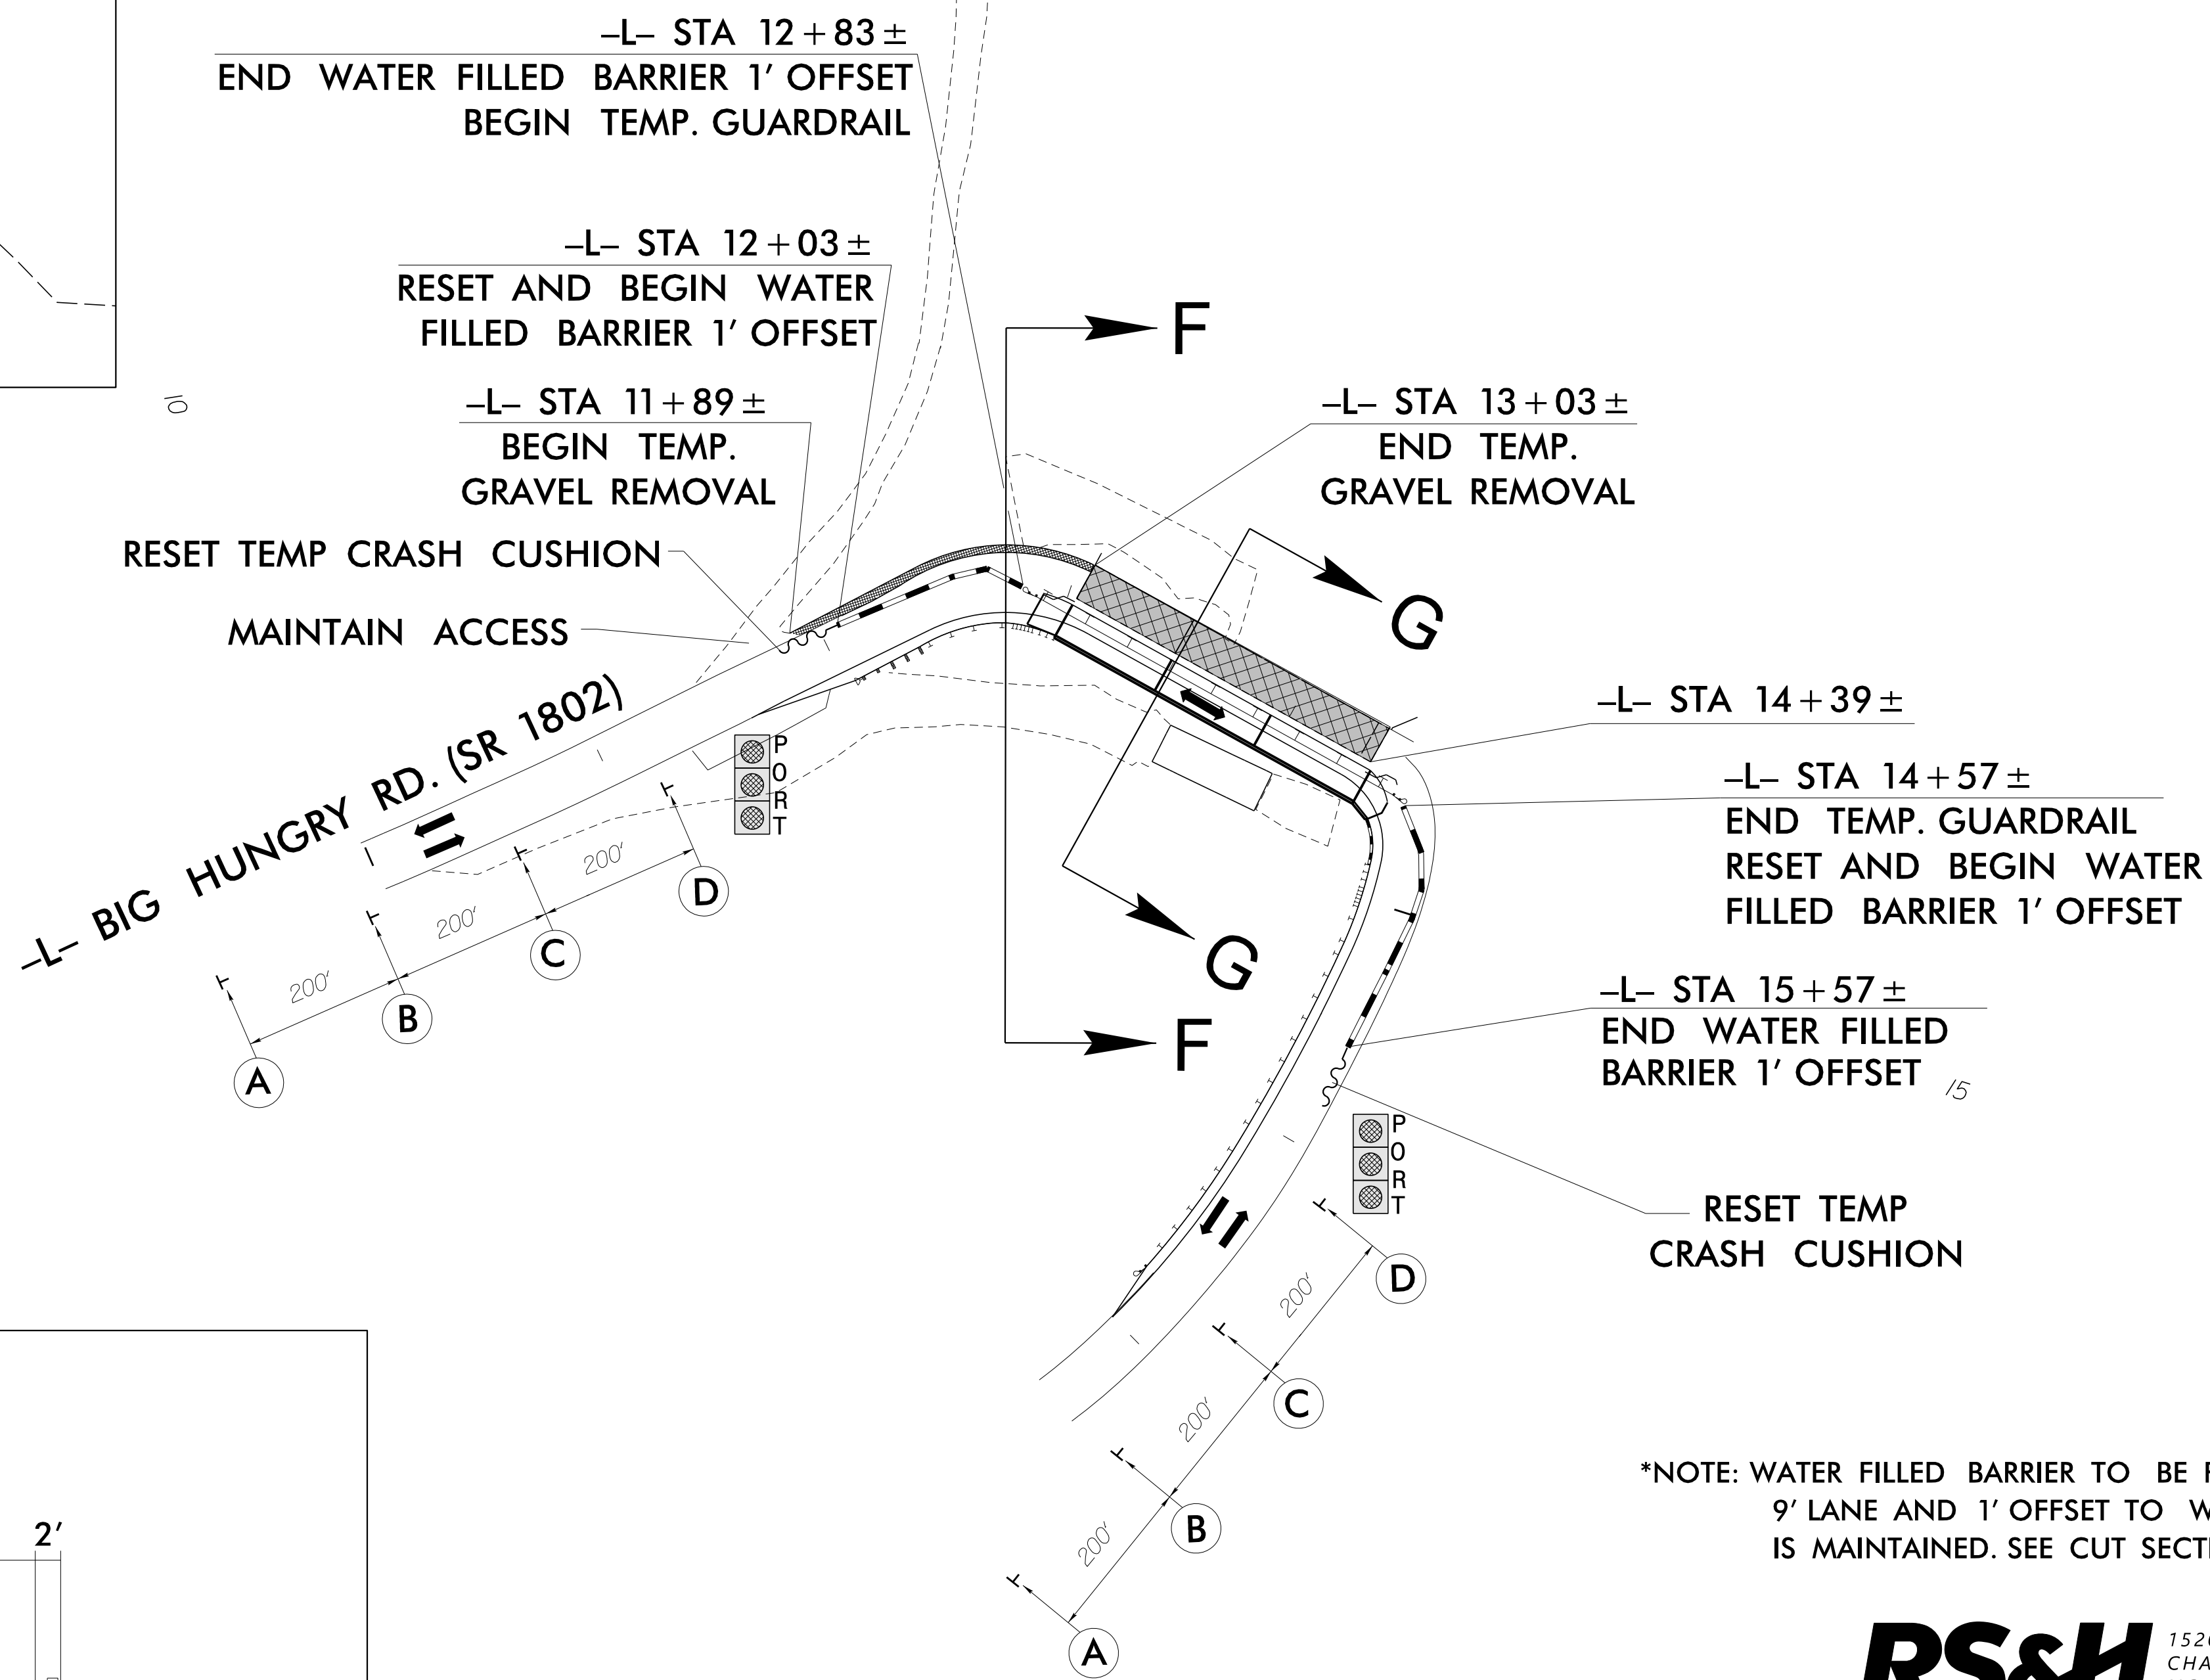 –L– STA 12+83±
END WATER FILLED BARRIER 1' OFFSET
BEGIN TEMP. GUARDRAIL
–L– STA 12+03±
RESET AND BEGIN WATER
FILLED BARRIER 1' OFFSET
F
10
–L– STA 11+89±
BEGIN TEMP.
GRAVEL REMOVAL
–L– STA 13+03±
END TEMP.
GRAVEL REMOVAL
RESET TEMP CRASH CUSHION
MAINTAIN ACCESS
G
–L– BIG HUNGRY RD. (SR 1802)
–L– STA 14+39±
PORT
–L– STA 14+57±
END TEMP. GUARDRAIL
RESET AND BEGIN WATER
FILLED BARRIER 1' OFFSET
200'
200'
200'
A
B
C
D
G
F
–L– STA 15+57±
END WATER FILLED
BARRIER 1' OFFSET
15
PORT
RESET TEMP
CRASH CUSHION
D
200'
C
200'
B
200'
A
*NOTE: WATER FILLED BARRIER TO BE
9' LANE AND 1' OFFSET TO
IS MAINTAINED. SEE CUT
2'
RS&H